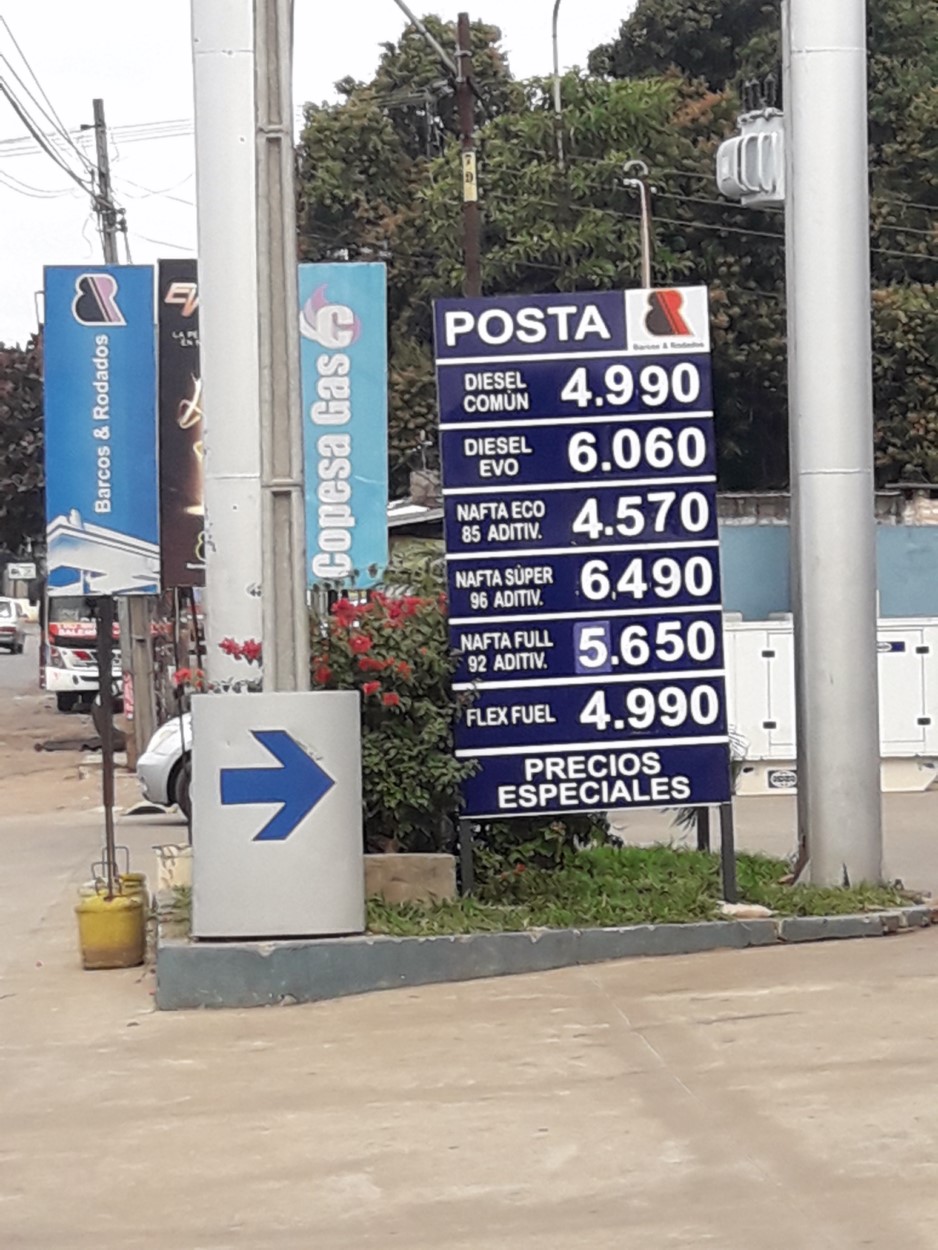 Barcos & Rodados
Copesa Gas
POSTA
Barcos & Rodados
DIESEL
COMÙN
4.990
DIESEL
EVO
6.060
NAFTA ECO
85 ADITIV.
4.570
NAFTA SÙPER
96 ADITIV.
6.490
NAFTA FULL
92 ADITIV.
5.650
FLEX FUEL
4.990
PRECIOS
ESPECIALES